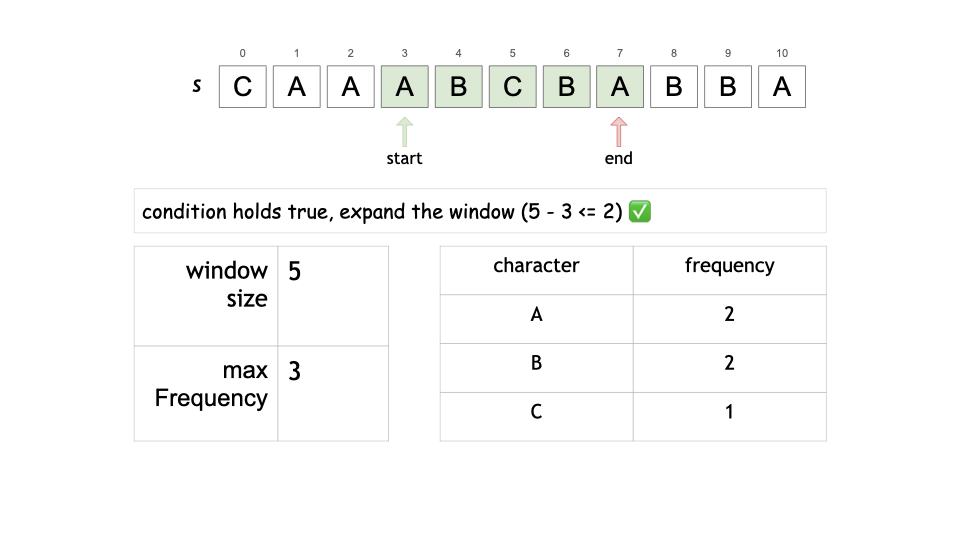 0 1 2 3 4 5 6 7 8 9 10
s C A A A B C B A B B A
start end
condition holds true, expand the window (5 - 3 <= 2) ✅
window size 5
max Frequency 3
character frequency
A 2
B 2
C 1